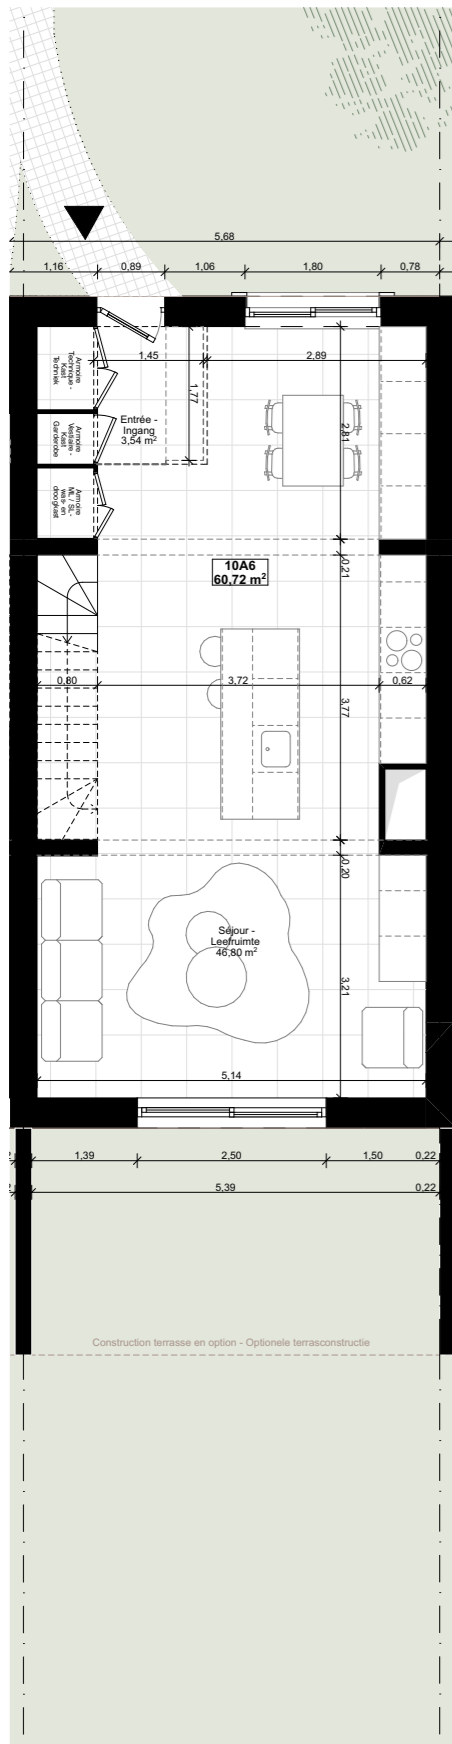 5,68
1,16
0,89
1,06
1,80
0,78
1,45
2,89
1,77
2,81
Armoire
Technique -
Kast
Techniek
Entrée -
Ingang
3,54 m²
Armoire
Vestiaire -
Kast
Garderobe
Armoire
ML / SL -
was- en
droogkast
10A6
60,72 m²
0,21
0,80
3,72
0,62
3,77
0,20
Séjour -
Leefruimte
46,80 m²
3,21
5,14
1,39
2,50
1,50
0,22
5,39
0,22
Construction terrasse en option - Optionele terrasconstructie